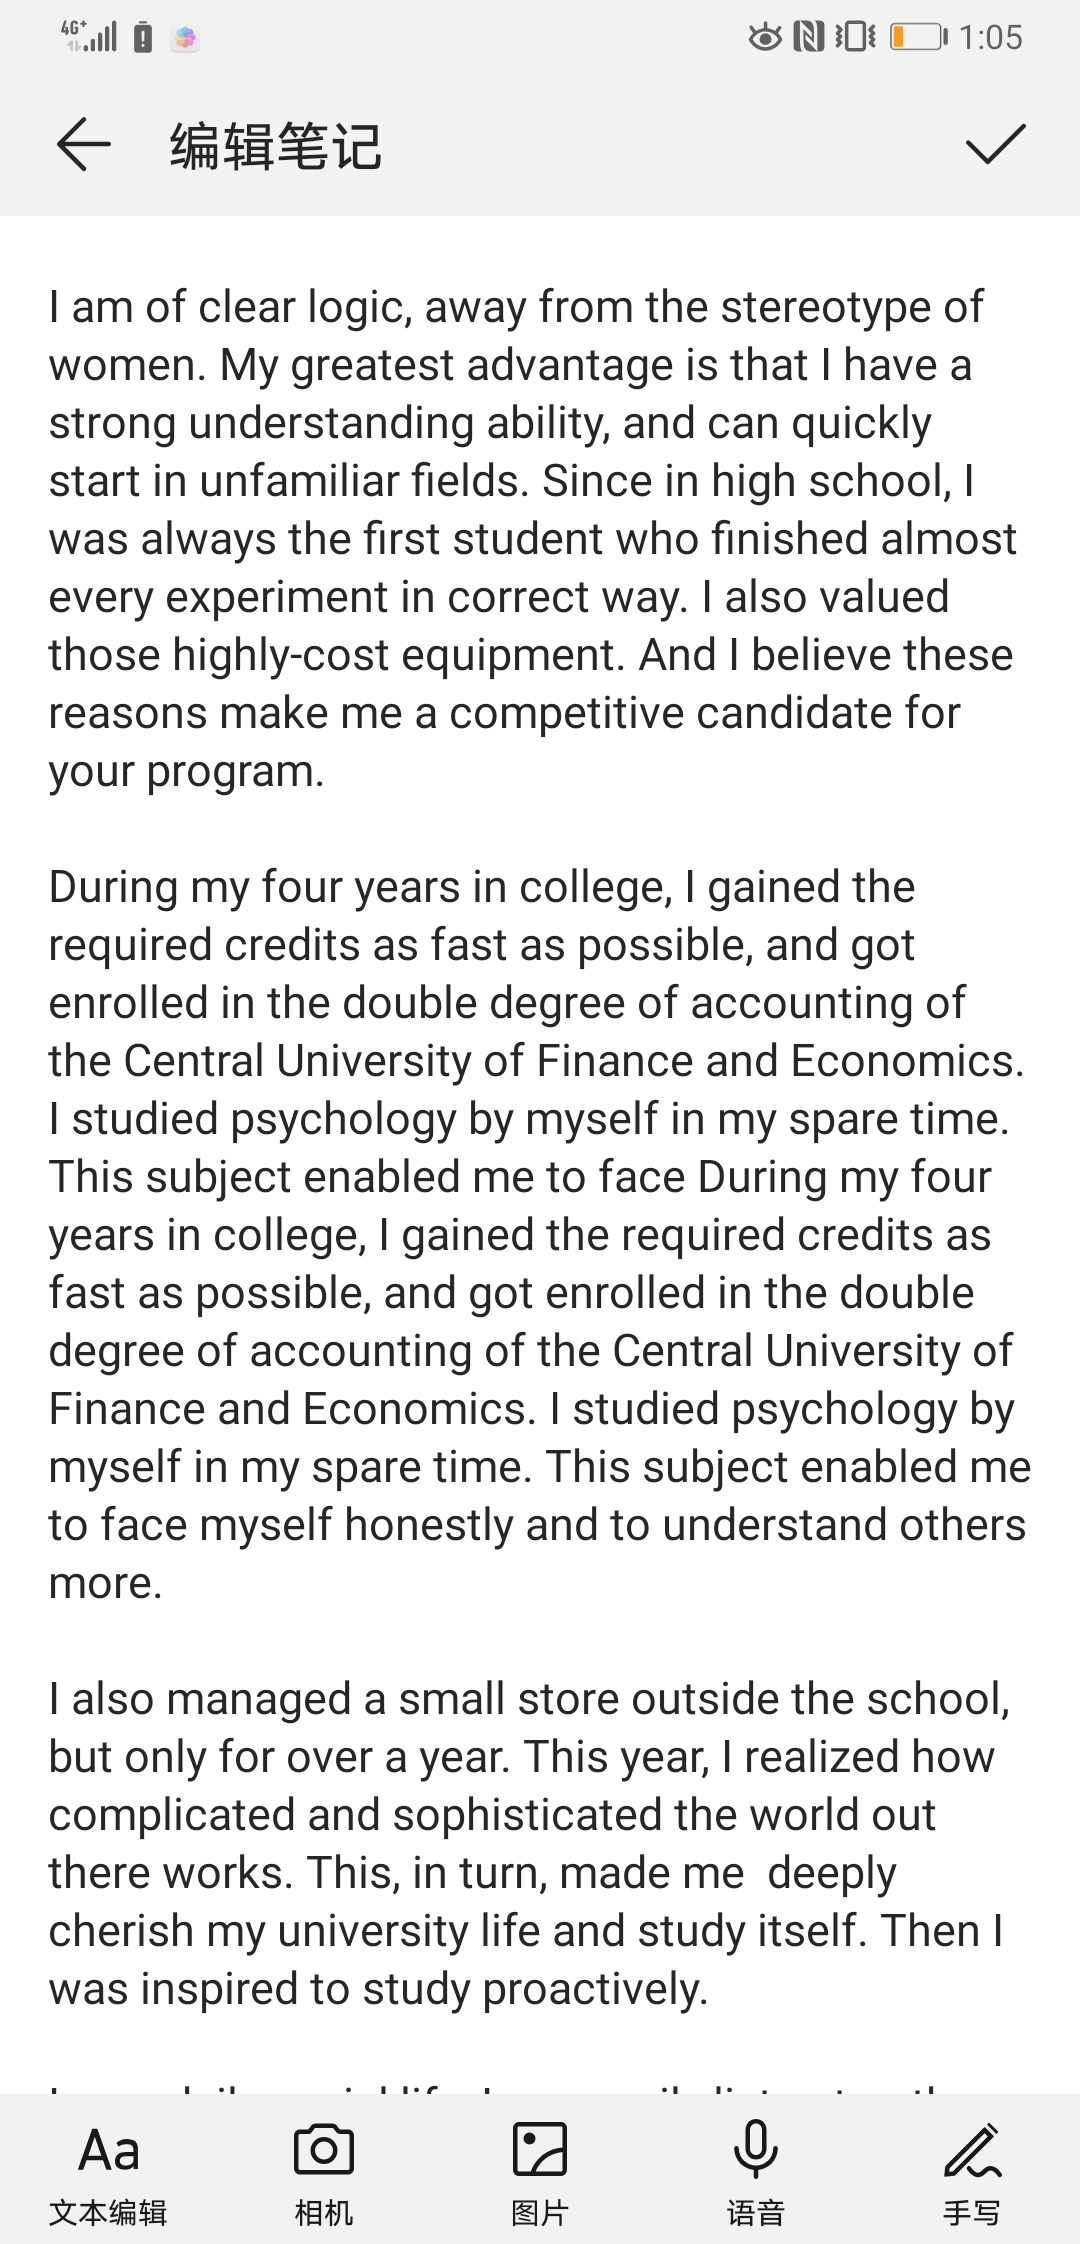 4G+
1:05
编辑笔记
I am of clear logic, away from the stereotype of
women. My greatest advantage is that I have a
strong understanding ability, and can quickly
start in unfamiliar fields. Since in high school, I
was always the first student who finished almost
every experiment in correct way. I also valued
those highly-cost equipment. And I believe these
reasons make me a competitive candidate for
your program.
During my four years in college, I gained the
required credits as fast as possible, and got
enrolled in the double degree of accounting of
the Central University of Finance and Economics.
I studied psychology by myself in my spare time.
This subject enabled me to face During my four
years in college, I gained the required credits as
fast as possible, and got enrolled in the double
degree of accounting of the Central University of
Finance and Economics. I studied psychology by
myself in my spare time. This subject enabled me
to face myself honestly and to understand others
more.
I also managed a small store outside the school,
but only for over a year. This year, I realized how
complicated and sophisticated the world out
there works. This, in turn, made me  deeply
cherish my university life and study itself. Then I
was inspired to study proactively.
Aa
文本编辑
相机
图片
语音
手写